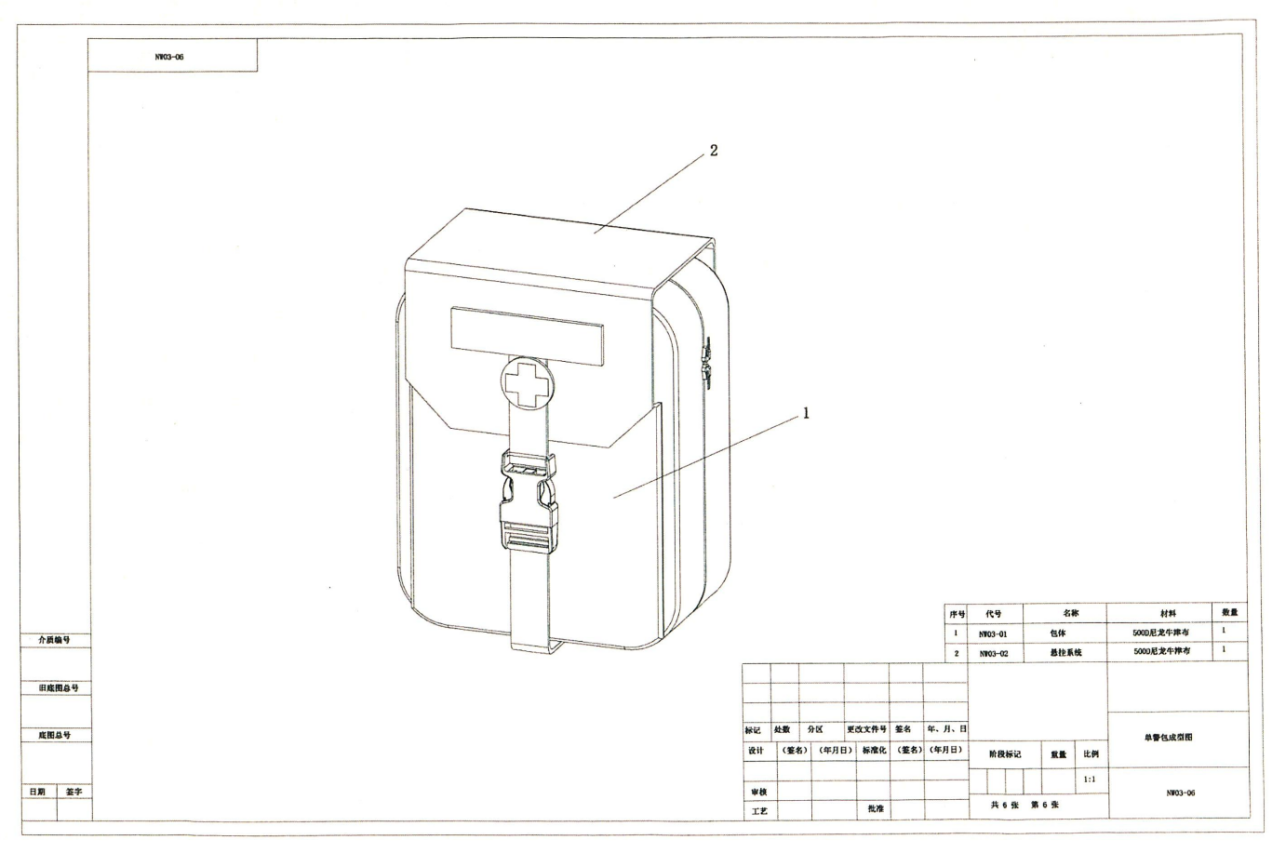 NW03-06
2
1
序号 代号 名称 材料 数量
1 NW03-01 包体 500D尼龙牛津布 1
2 NW03-02 悬挂系统 500D尼龙牛津布 1
介质编号
旧底图总号
底图总号
日期 签字
标记 处数 分区 更改文件号 签名 年、月、日
设计 (签名) (年月日) 标准化 (签名) (年月日)
审核
工艺 批准
阶段标记 重量 比例
1:1
共 6 张 第 6 张
单警包成型图
NW03-06